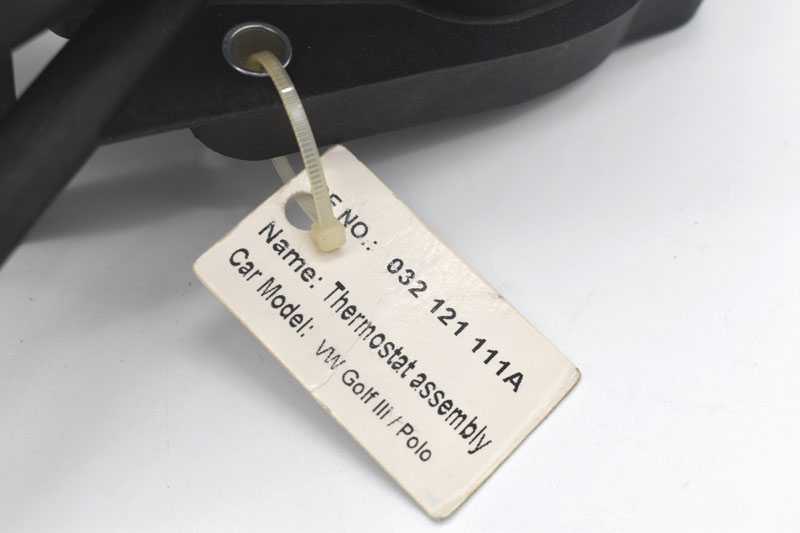 E NO.: 032 121 111A
Name: Thermostat assembly
Car Model: VW Golf III / Polo